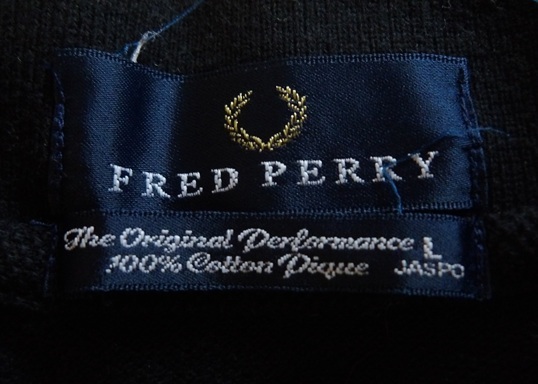 FRED PERRY
The Original Performance L
100% Cotton Pique JASPO